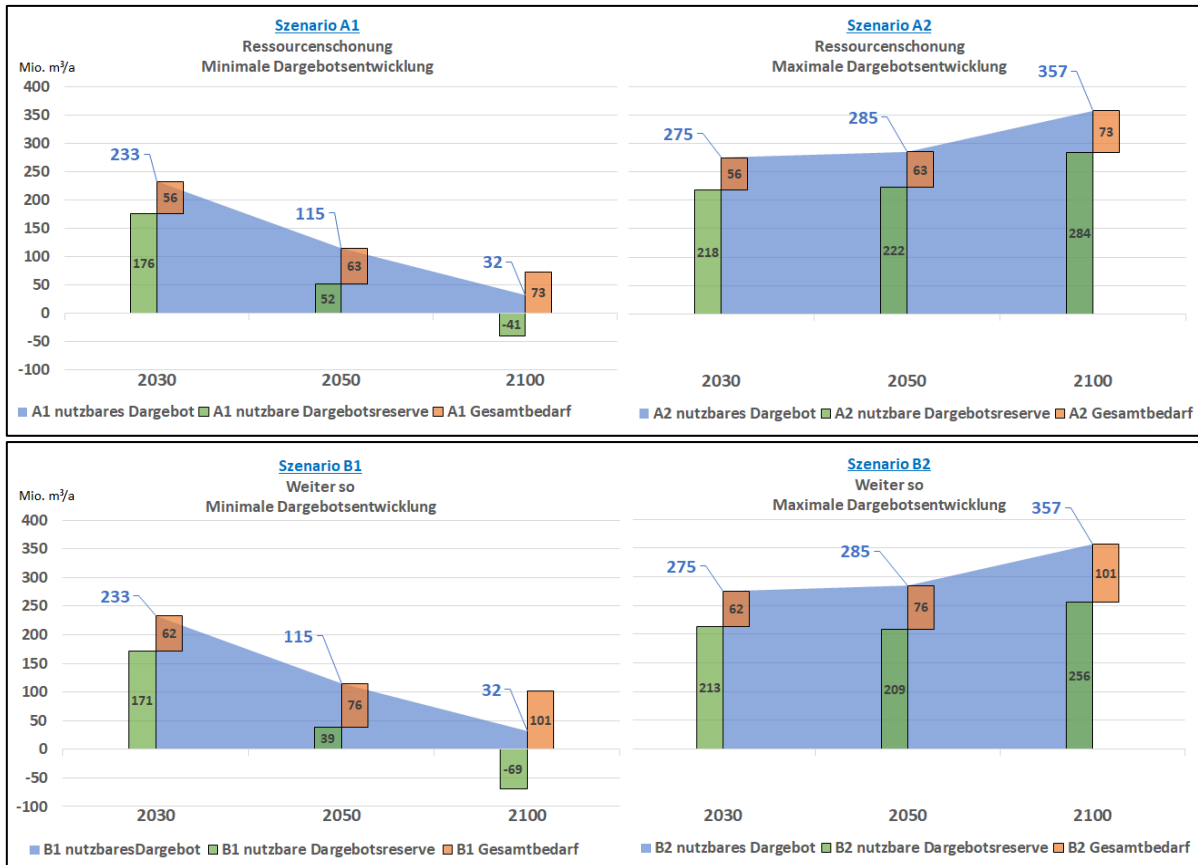 Szenario A1
Ressourcenschonung
Minimale Dargebotsentwicklung
Mio. m³/a
400
350
300
250
200
150
100
50
0
-50
-100
233
115
32
56
63
73
176
52
-41
2030
2050
2100
A1 nutzbares Dargebot
A1 nutzbare Dargebotsreserve
A1 Gesamtbedarf
Szenario A2
Ressourcenschonung
Maximale Dargebotsentwicklung
275
285
357
56
63
73
218
222
284
2030
2050
2100
A2 nutzbares Dargebot
A2 nutzbare Dargebotsreserve
A2 Gesamtbedarf
Szenario B1
Weiter so
Minimale Dargebotsentwicklung
Mio. m³/a
400
350
300
250
200
150
100
50
0
-50
-100
233
115
32
62
76
101
171
39
-69
2030
2050
2100
B1 nutzbaresDargebot
B1 nutzbare Dargebotsreserve
B1 Gesamtbedarf
Szenario B2
Weiter so
Maximale Dargebotsentwicklung
275
285
357
62
76
101
213
209
256
2030
2050
2100
B2 nutzbares Dargebot
B2 nutzbare Dargebotsreserve
B2 Gesamtbedarf